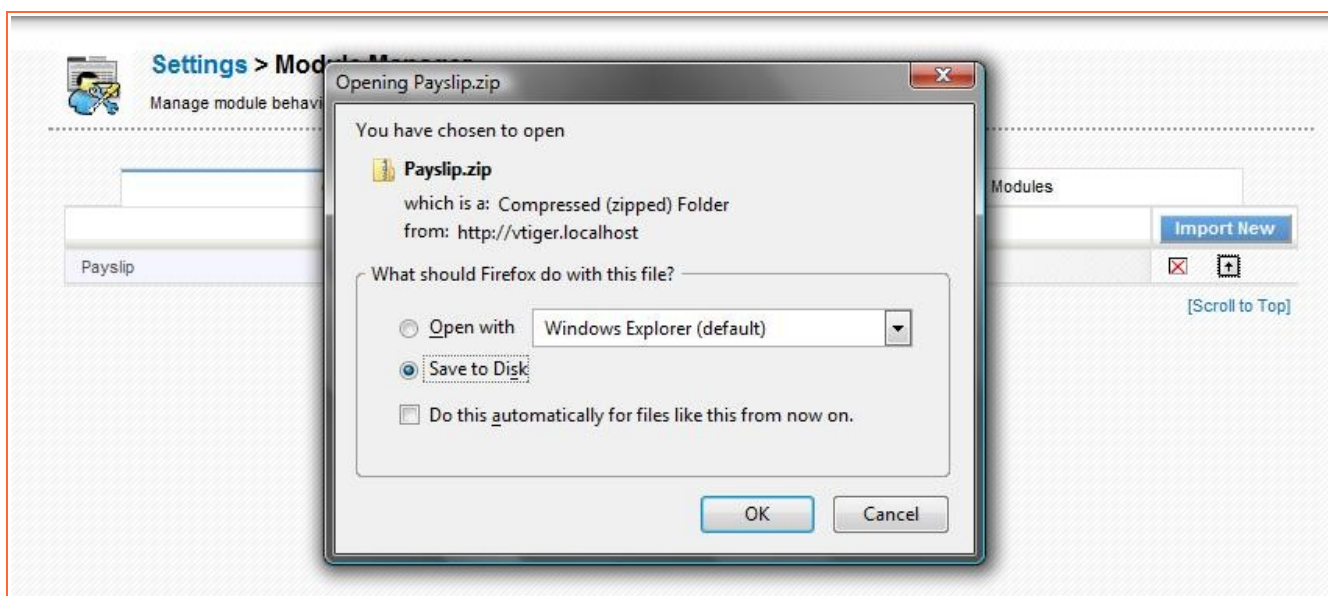 Settings > Mod
Manage module behavi
Opening Payslip.zip
You have chosen to open
Payslip.zip
which is a: Compressed (zipped) Folder
from: http://vtiger.localhost
What should Firefox do with this file?
Open with Windows Explorer (default)
Save to Disk
Do this automatically for files like this from now on.
OK Cancel
Modules
Import New
Payslip
[Scroll to Top]